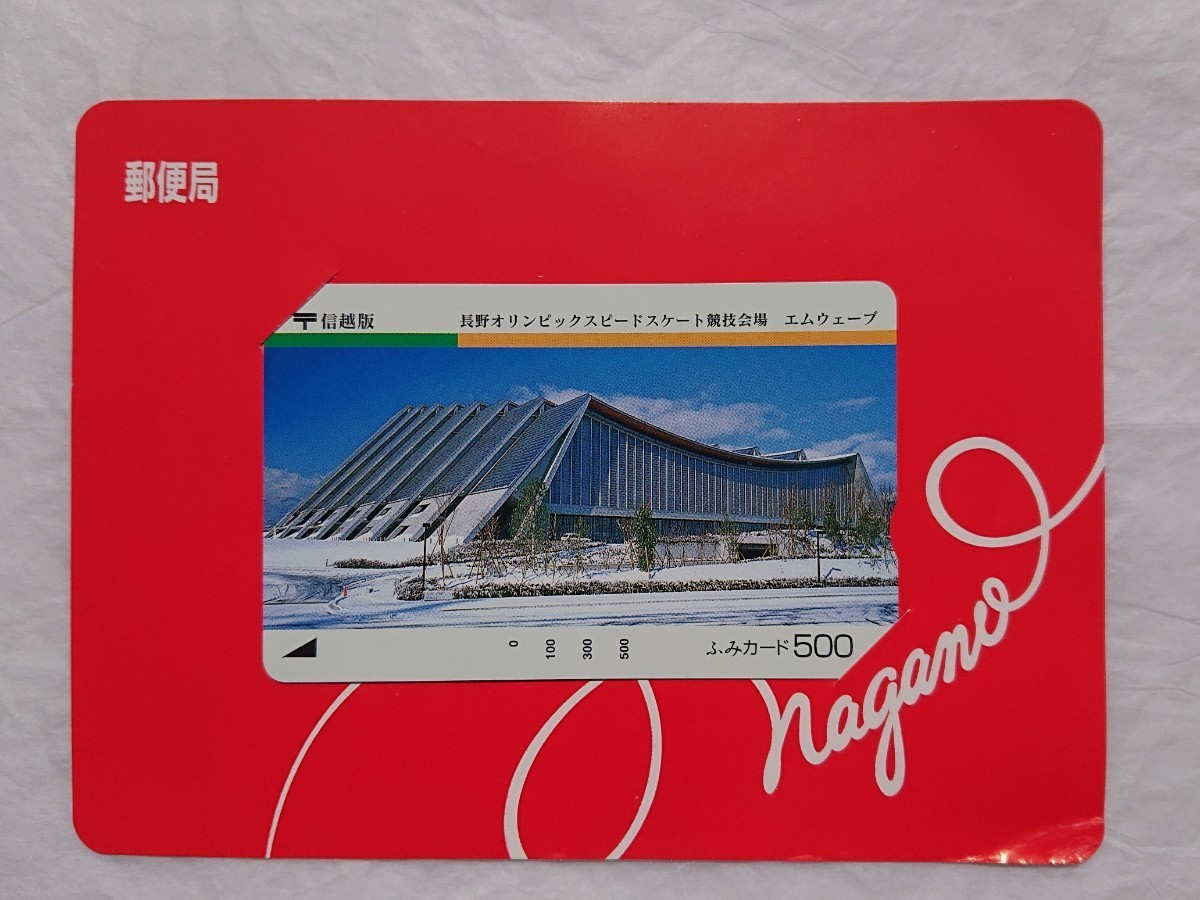 郵便局
〒信越版 長野オリンピックスピードスケート競技会場 エムウェーブ
0 100 300 500 ふみカード500
nagano